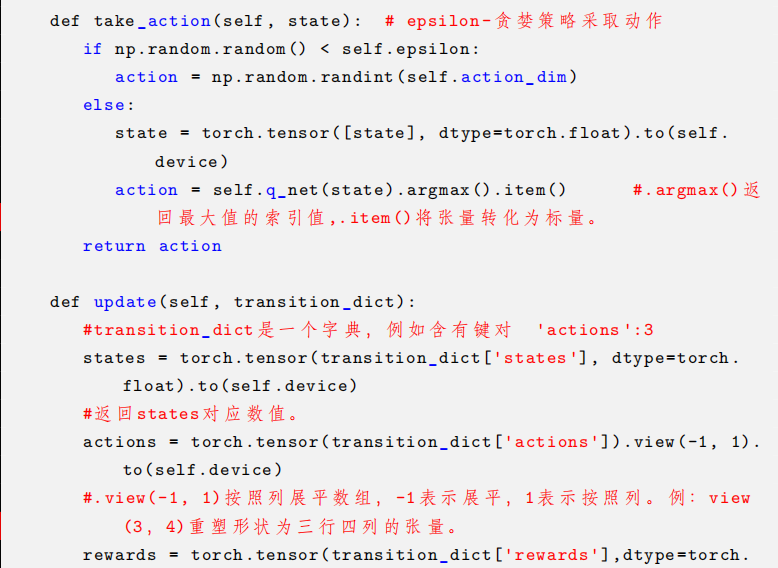 def take_action(self, state): # epsilon-贪婪策略采取动作
if np.random.random() < self.epsilon:
action = np.random.randint(self.action_dim)
else:
state = torch.tensor([state], dtype=torch.float).to(self.
device)
action = self.q_net(state).argmax().item() #.argmax()返
回最大值的索引值,.item()将张量转化为标量。
return action
def update(self, transition_dict):
#transition_dict是一个字典, 例如含有键对 'actions':3
states = torch.tensor(transition_dict['states'], dtype=torch.
float).to(self.device)
#返回states对应数值。
actions = torch.tensor(transition_dict['actions']).view(-1, 1).
to(self.device)
#.view(-1, 1)按照列展平数组, -1表示展平, 1表示按照列。例: view
(3, 4)重塑形状为三行四列的张量。
rewards = torch.tensor(transition_dict['rewards'],dtype=torch.